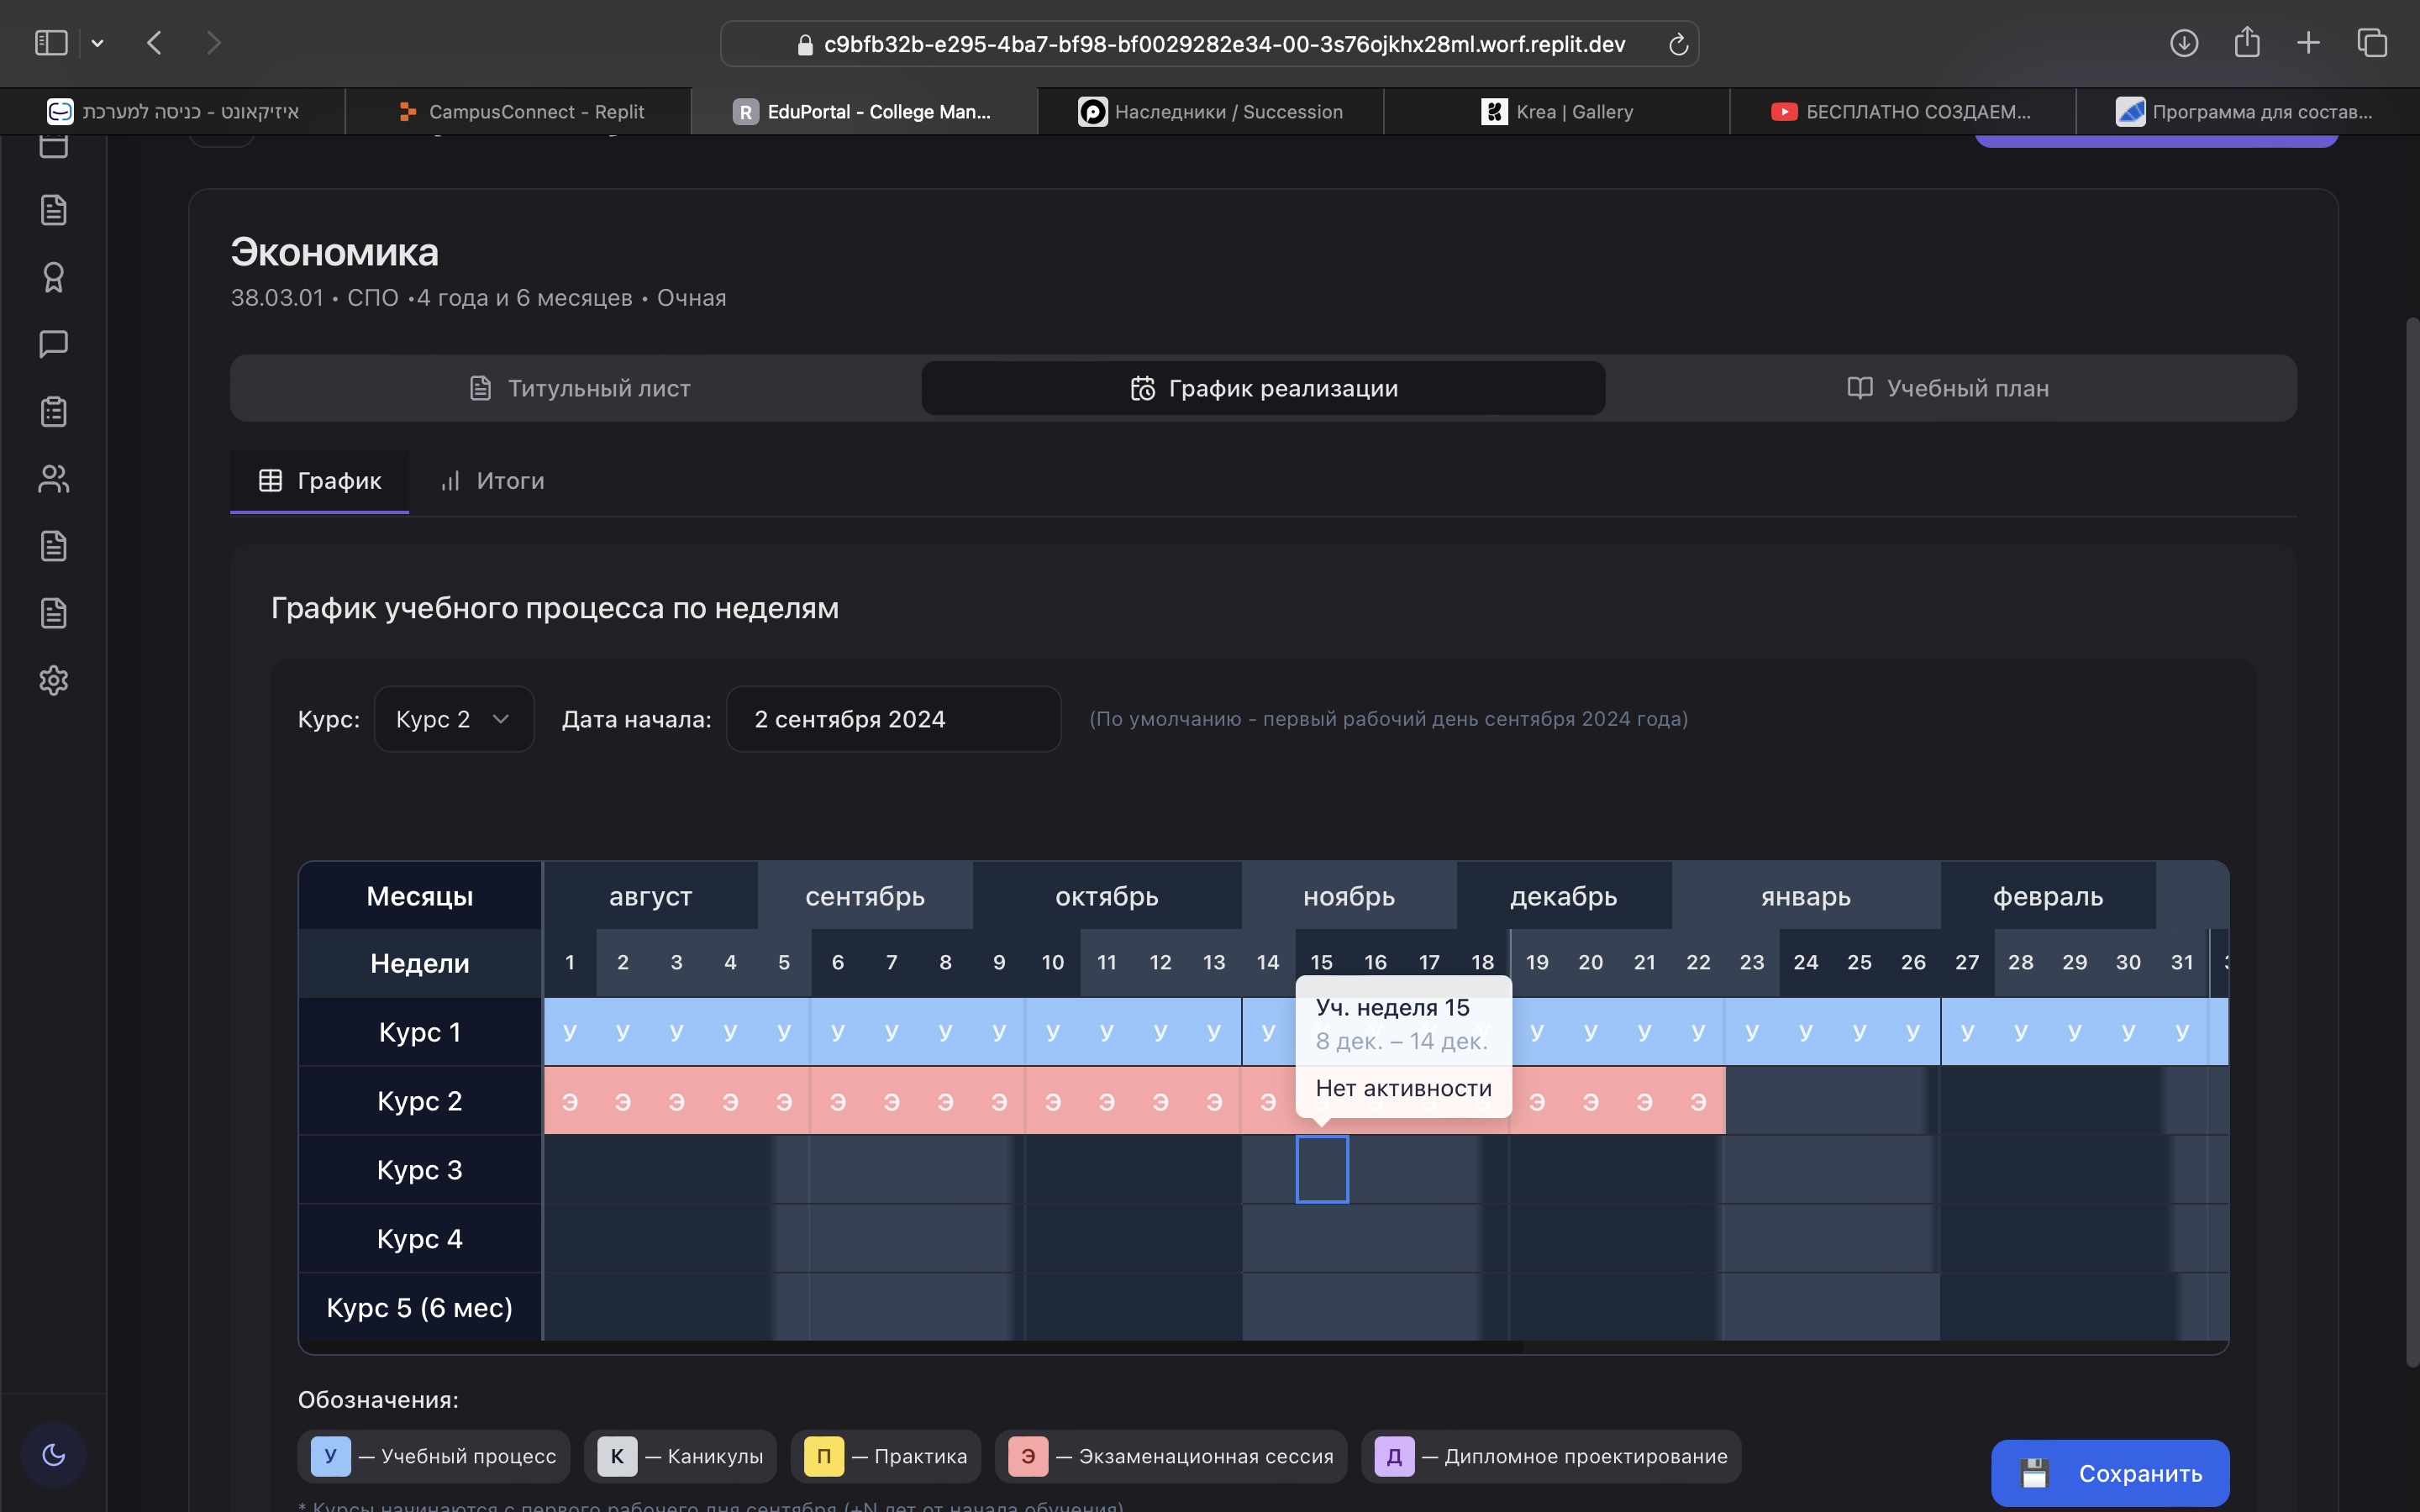 c9bfb32b-e295-4ba7-bf98-bf0029282e34-00-3s76ojkhx28ml.worf.replit.dev
איזיקאונט - כניסה למערכת
CampusConnect - Replit
R EduPortal - College Man...
Наследники / Succession
Krea | Gallery
БЕСПЛАТНО СОЗДАЕМ...
Программа для состав...
Экономика
38.03.01 • СПО •4 года и 6 месяцев • Очная
Титульный лист
График реализации
Учебный план
График
Итоги
График учебного процесса по неделям
Курс: Курс 2 Дата начала: 2 сентября 2024 (По умолчанию - первый рабочий день сентября 2024 года)
Месяцы август сентябрь октябрь ноябрь декабрь январь февраль
Недели 1 2 3 4 5 6 7 8 9 10 11 12 13 14 15 16 17 18 19 20 21 22 23 24 25 26 27 28 29 30 31
Уч. неделя 15
8 дек. – 14 дек.
Нет активности
Курс 1 У У У У У У У У У У У У У У У У У У У У У У У У У У У
Курс 2 Э Э Э Э Э Э Э Э Э Э Э Э Э Э Э Э Э Э
Курс 3
Курс 4
Курс 5 (6 мес)
Обозначения:
У — Учебный процесс К — Каникулы П — Практика Э — Экзаменационная сессия Д — Дипломное проектирование
Сохранить
* Курсы начинаются с первого рабочего дня сентября (+N лет от начала обучения)